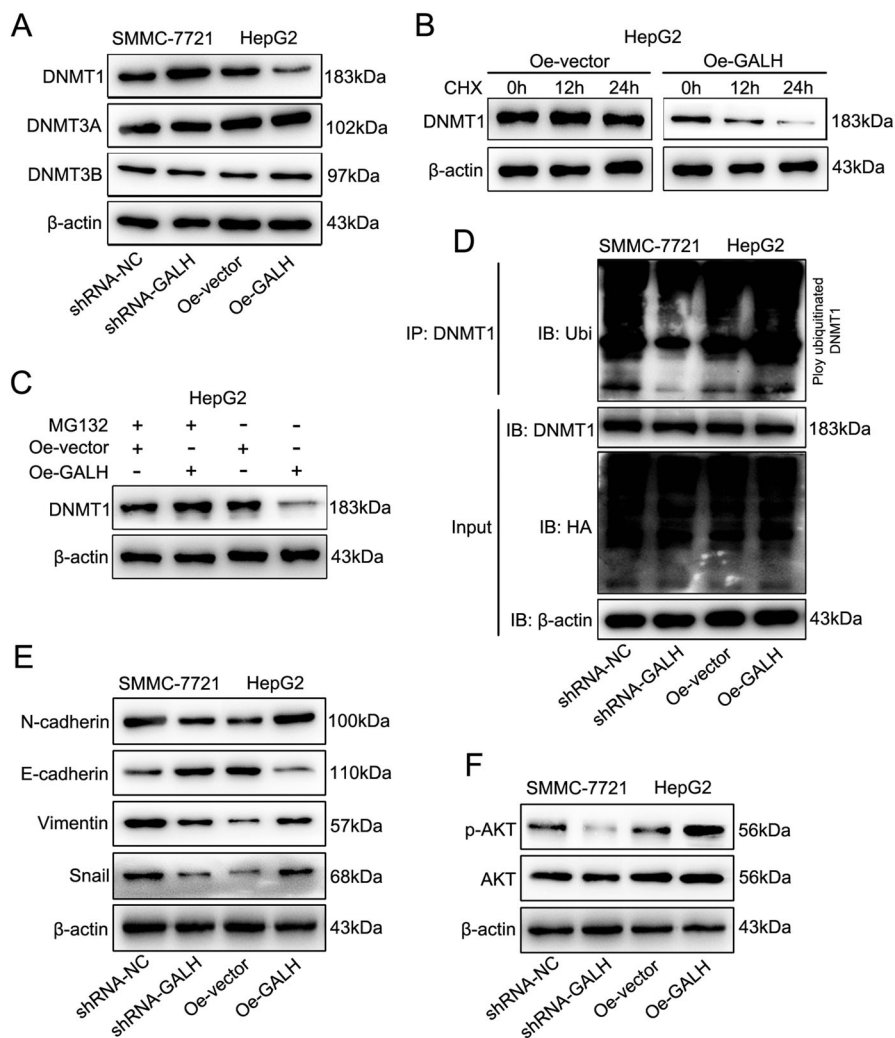 A
SMMC-7721 HepG2
DNMT1 183kDa
DNMT3A 102kDa
DNMT3B 97kDa
β-actin 43kDa
shRNA-NC shRNA-GALH Oe-vector Oe-GALH
B
HepG2
Oe-vector Oe-GALH
CHX 0h 12h 24h 0h 12h 24h
DNMT1 183kDa
β-actin 43kDa
C
HepG2
MG132 + + - -
Oe-vector + - + -
Oe-GALH - + - +
DNMT1 183kDa
β-actin 43kDa
D
SMMC-7721 HepG2
IP: DNMT1 IB: Ubi
Ploy ubiquitinated
DNMT1
Input
IB: DNMT1 183kDa
IB: HA
IB: β-actin 43kDa
shRNA-NC shRNA-GALH Oe-vector Oe-GALH
E
SMMC-7721 HepG2
N-cadherin 100kDa
E-cadherin 110kDa
Vimentin 57kDa
Snail 68kDa
β-actin 43kDa
shRNA-NC shRNA-GALH Oe-vector Oe-GALH
F
SMMC-7721 HepG2
p-AKT 56kDa
AKT 56kDa
β-actin 43kDa
shRNA-NC shRNA-GALH Oe-vector Oe-GALH